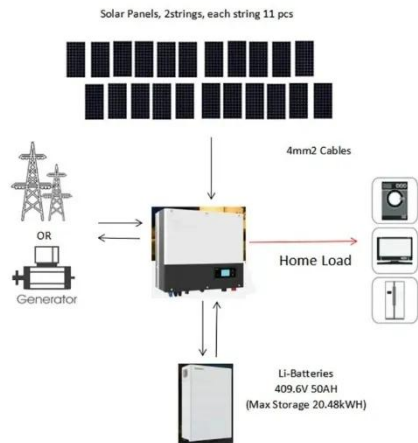 Solar Panels, 2strings, each string 11 pcs
4mm2 Cables
OR
Generator
Home Load
Li-Batteries
409.6V 50AH
(Max Storage 20.48kWH)